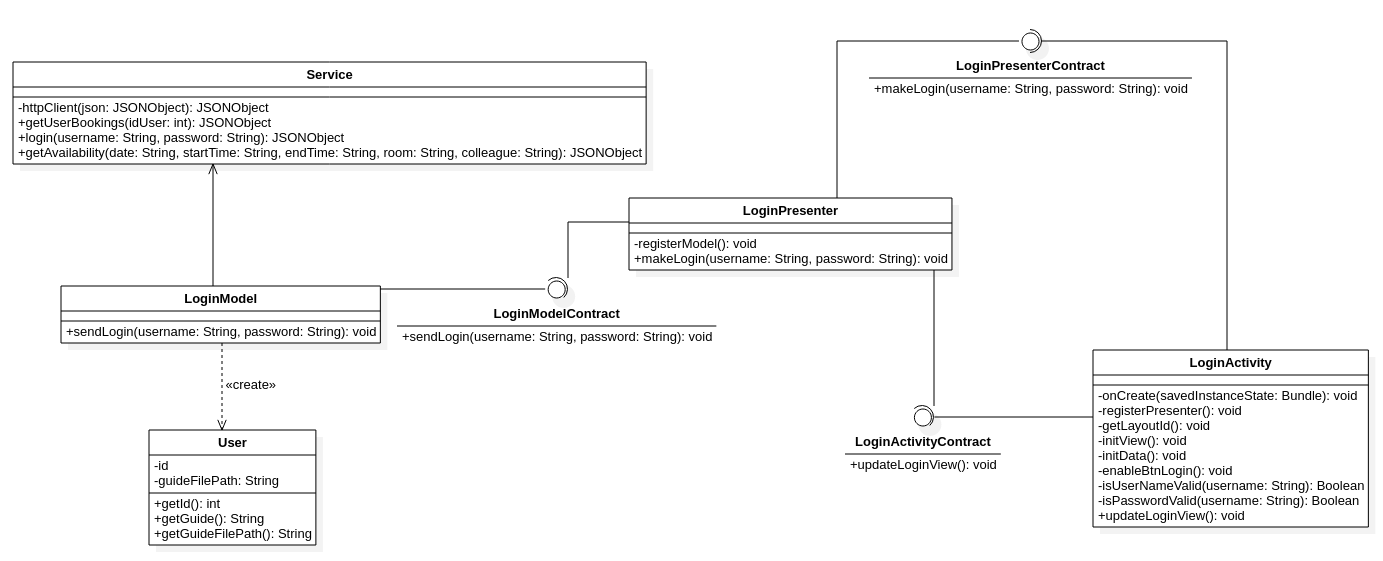 LoginPresenterContract
+makeLogin(username: String, password: String): void
Service
-httpClient(json: JSONObject): JSONObject
+getUserBookings(idUser: int): JSONObject
+login(username: String, password: String): JSONObject
+getAvailability(date: String, startTime: String, endTime: String, room: String, colleague: String): JSONObject
LoginPresenter
-registerModel(): void
+makeLogin(username: String, password: String): void
LoginModel
+sendLogin(username: String, password: String): void
LoginModelContract
+sendLogin(username: String, password: String): void
«create»
User
-id
-guideFilePath: String
+getId(): int
+getGuide(): String
+getGuideFilePath(): String
LoginActivityContract
+updateLoginView(): void
LoginActivity
-onCreate(savedInstanceState: Bundle): void
-registerPresenter(): void
-getLayoutId(): void
-initView(): void
-initData(): void
-enableBtnLogin(): void
-isUserNameValid(username: String): Boolean
-isPasswordValid(username: String): Boolean
+updateLoginView(): void